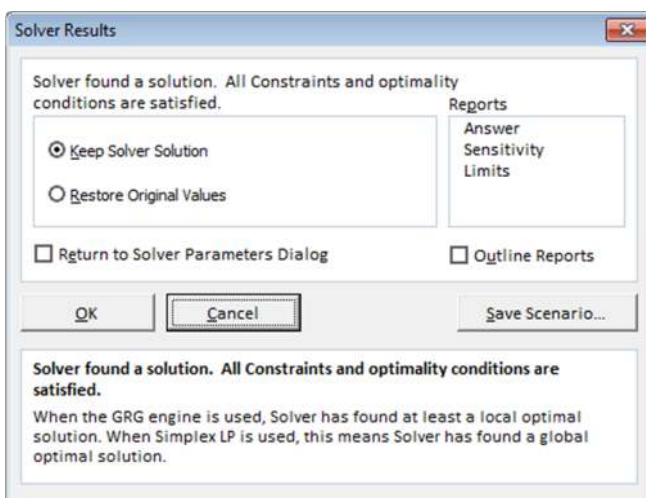 Solver Results
Solver found a solution. All Constraints and optimality
conditions are satisfied.
Reports
Answer
Sensitivity
Limits
Keep Solver Solution
Restore Original Values
Return to Solver Parameters Dialog
Outline Reports
OK
Cancel
Save Scenario...
Solver found a solution. All Constraints and optimality conditions are
satisfied.
When the GRG engine is used, Solver has found at least a local optimal
solution. When Simplex LP is used, this means Solver has found a global
optimal solution.